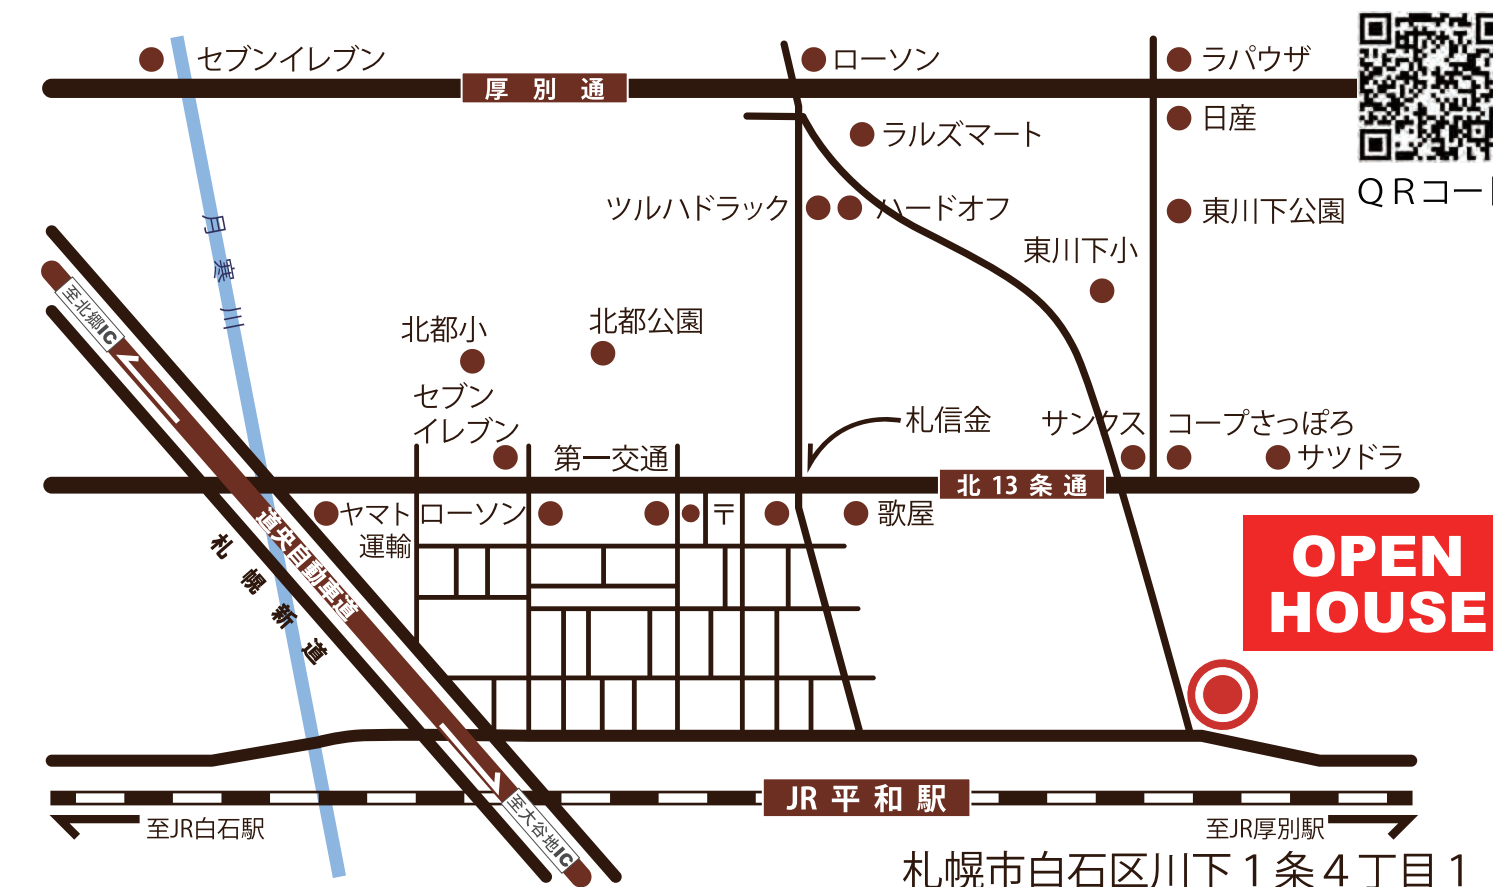 セブンイレブン
ローソン
ラパウザ
厚別通
日産
ラルズマート
QRコー
ツルハドラック
ハードオフ
東川下公園
月寒川
東川下小
至北郷IC
北都小
北都公園
セブン
イレブン
札信金
サンクス
コープさっぽろ
第一交通
サツドラ
北13条通
ヤマト
運輸
ローソン
〒
歌屋
道央自動車道
札幌新道
OPEN
HOUSE
JR平和駅
至大谷地IC
至JR白石駅
至JR厚別駅
札幌市白石区川下1条4丁目1